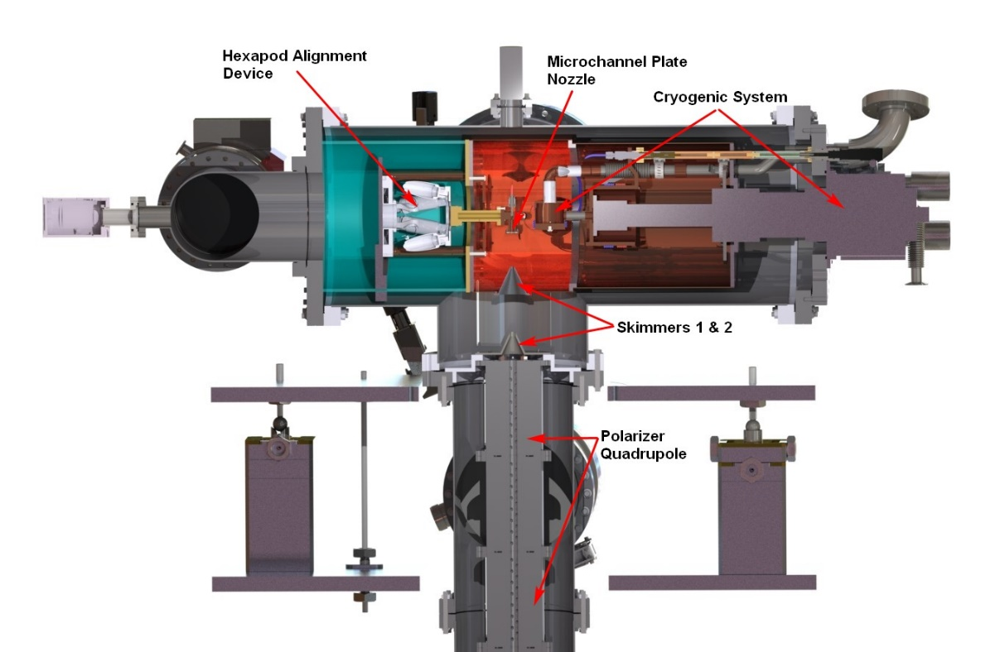 Hexapod Alignment
Device
Microchannel Plate
Nozzle
Cryogenic System
Skimmers 1 & 2
Polarizer
Quadrupole